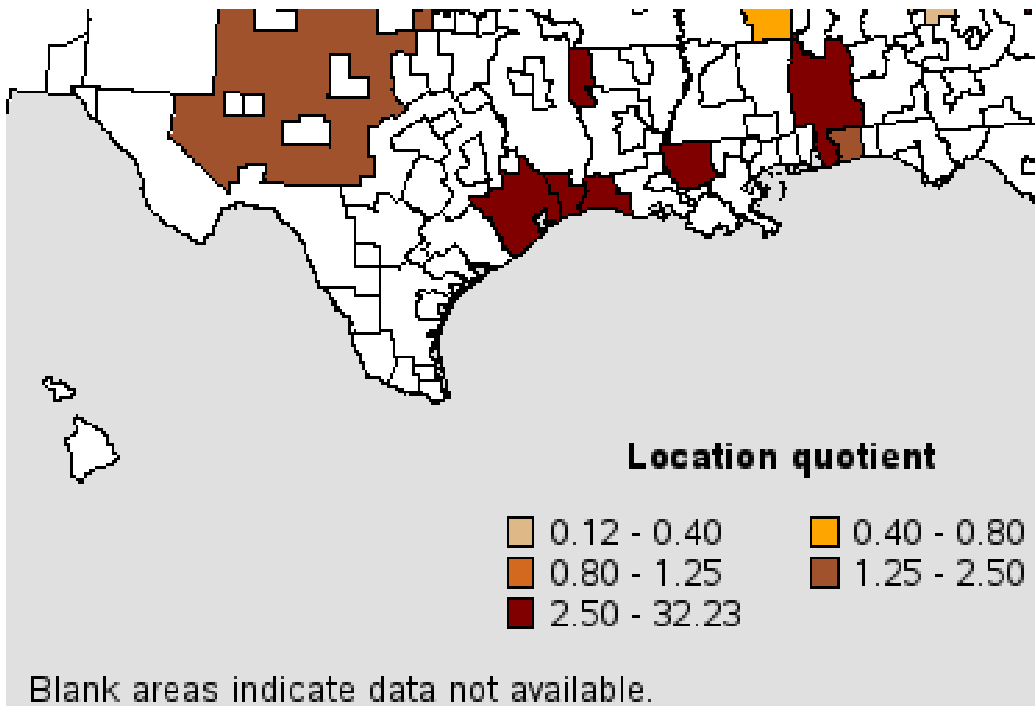 Location quotient
0.12 - 0.40 0.40 - 0.80
0.80 - 1.25 1.25 - 2.50
2.50 - 32.23
Blank areas indicate data not available.